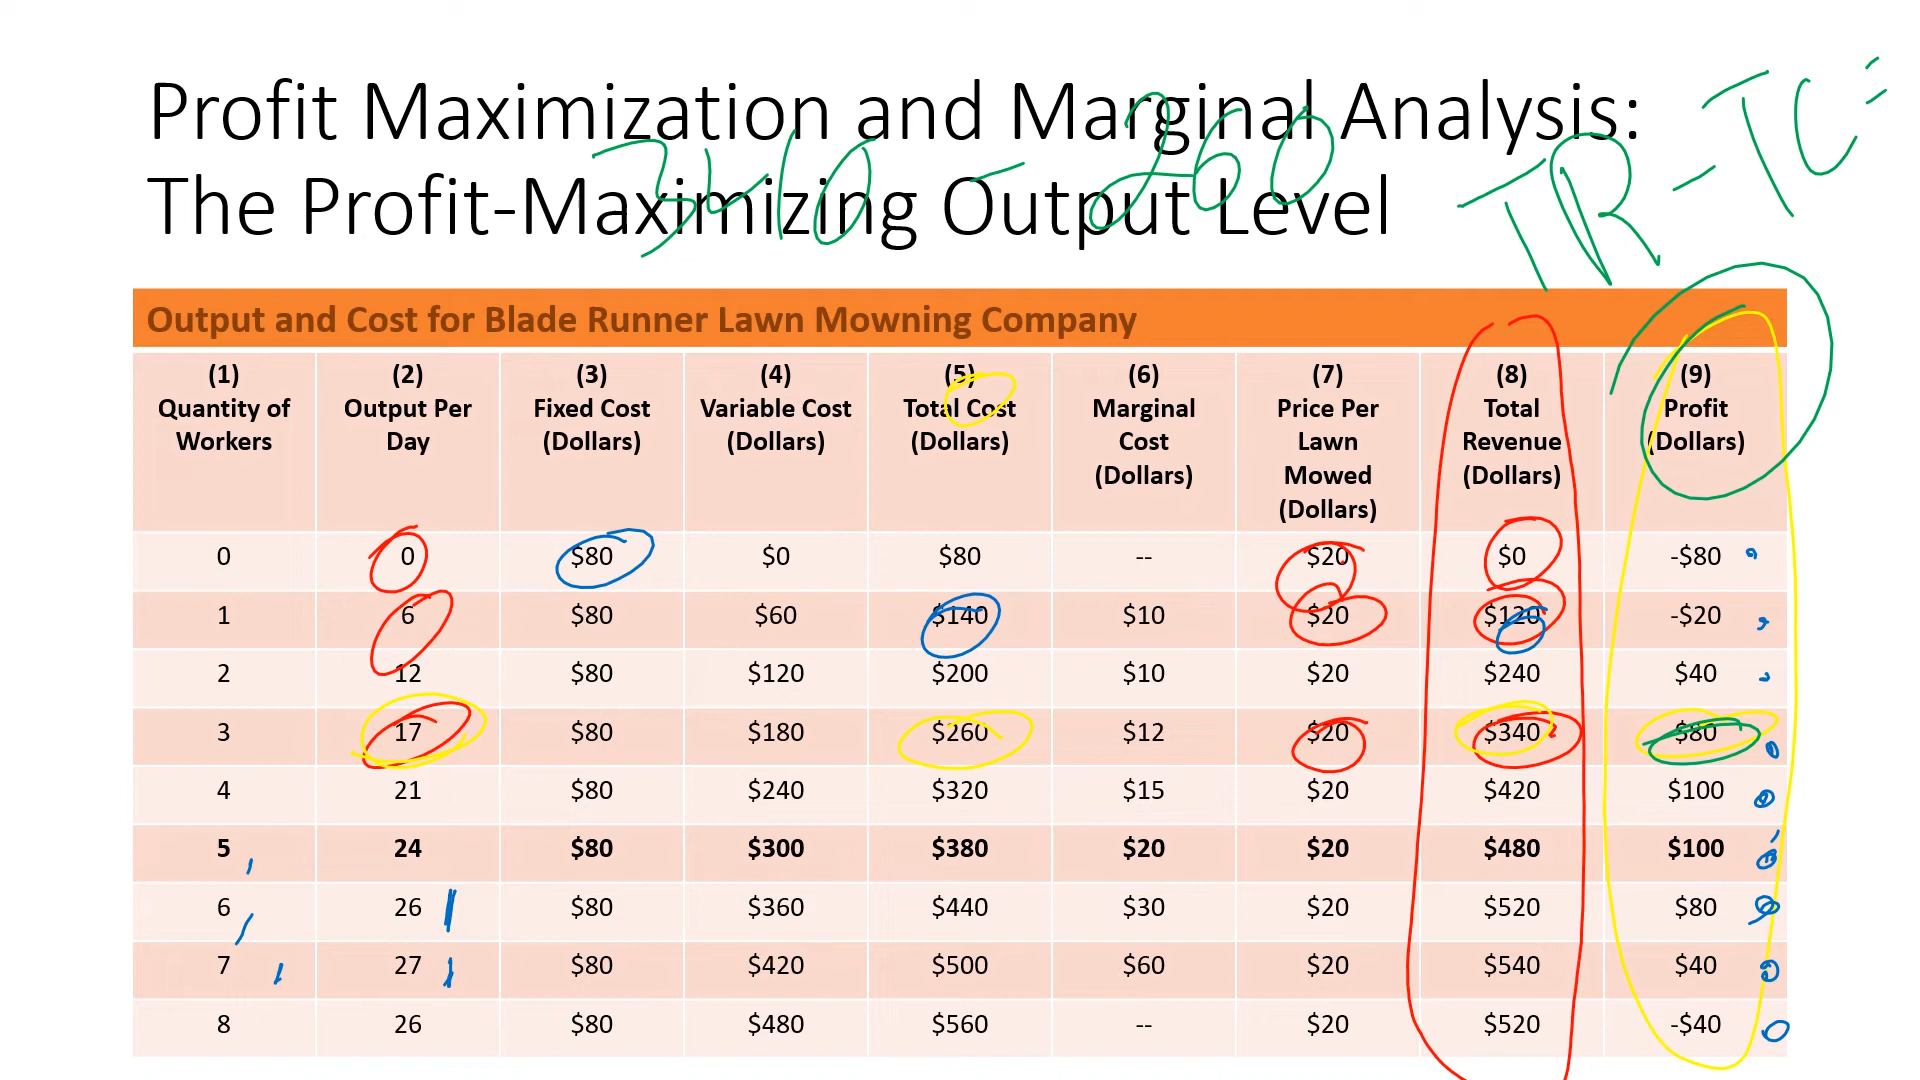 Profit Maximization and Marginal Analysis:
The Profit-Maximizing Output Level
340 - 260
TR - TC =
Output and Cost for Blade Runner Lawn Mowning Company
(1) Quantity of Workers (2) Output Per Day (3) Fixed Cost (Dollars) (4) Variable Cost (Dollars) (5) Total Cost (Dollars) (6) Marginal Cost (Dollars) (7) Price Per Lawn Mowed (Dollars) (8) Total Revenue (Dollars) (9) Profit (Dollars)
0 0 $80 $0 $80 -- $20 $0 -$80
1 6 $80 $60 $140 $10 $20 $120 -$20
2 12 $80 $120 $200 $10 $20 $240 $40
3 17 $80 $180 $260 $12 $20 $340 $80
4 21 $80 $240 $320 $15 $20 $420 $100
5 24 $80 $300 $380 $20 $20 $480 $100
6 26 $80 $360 $440 $30 $20 $520 $80
7 27 $80 $420 $500 $60 $20 $540 $40
8 26 $80 $480 $560 -- $20 $520 -$40